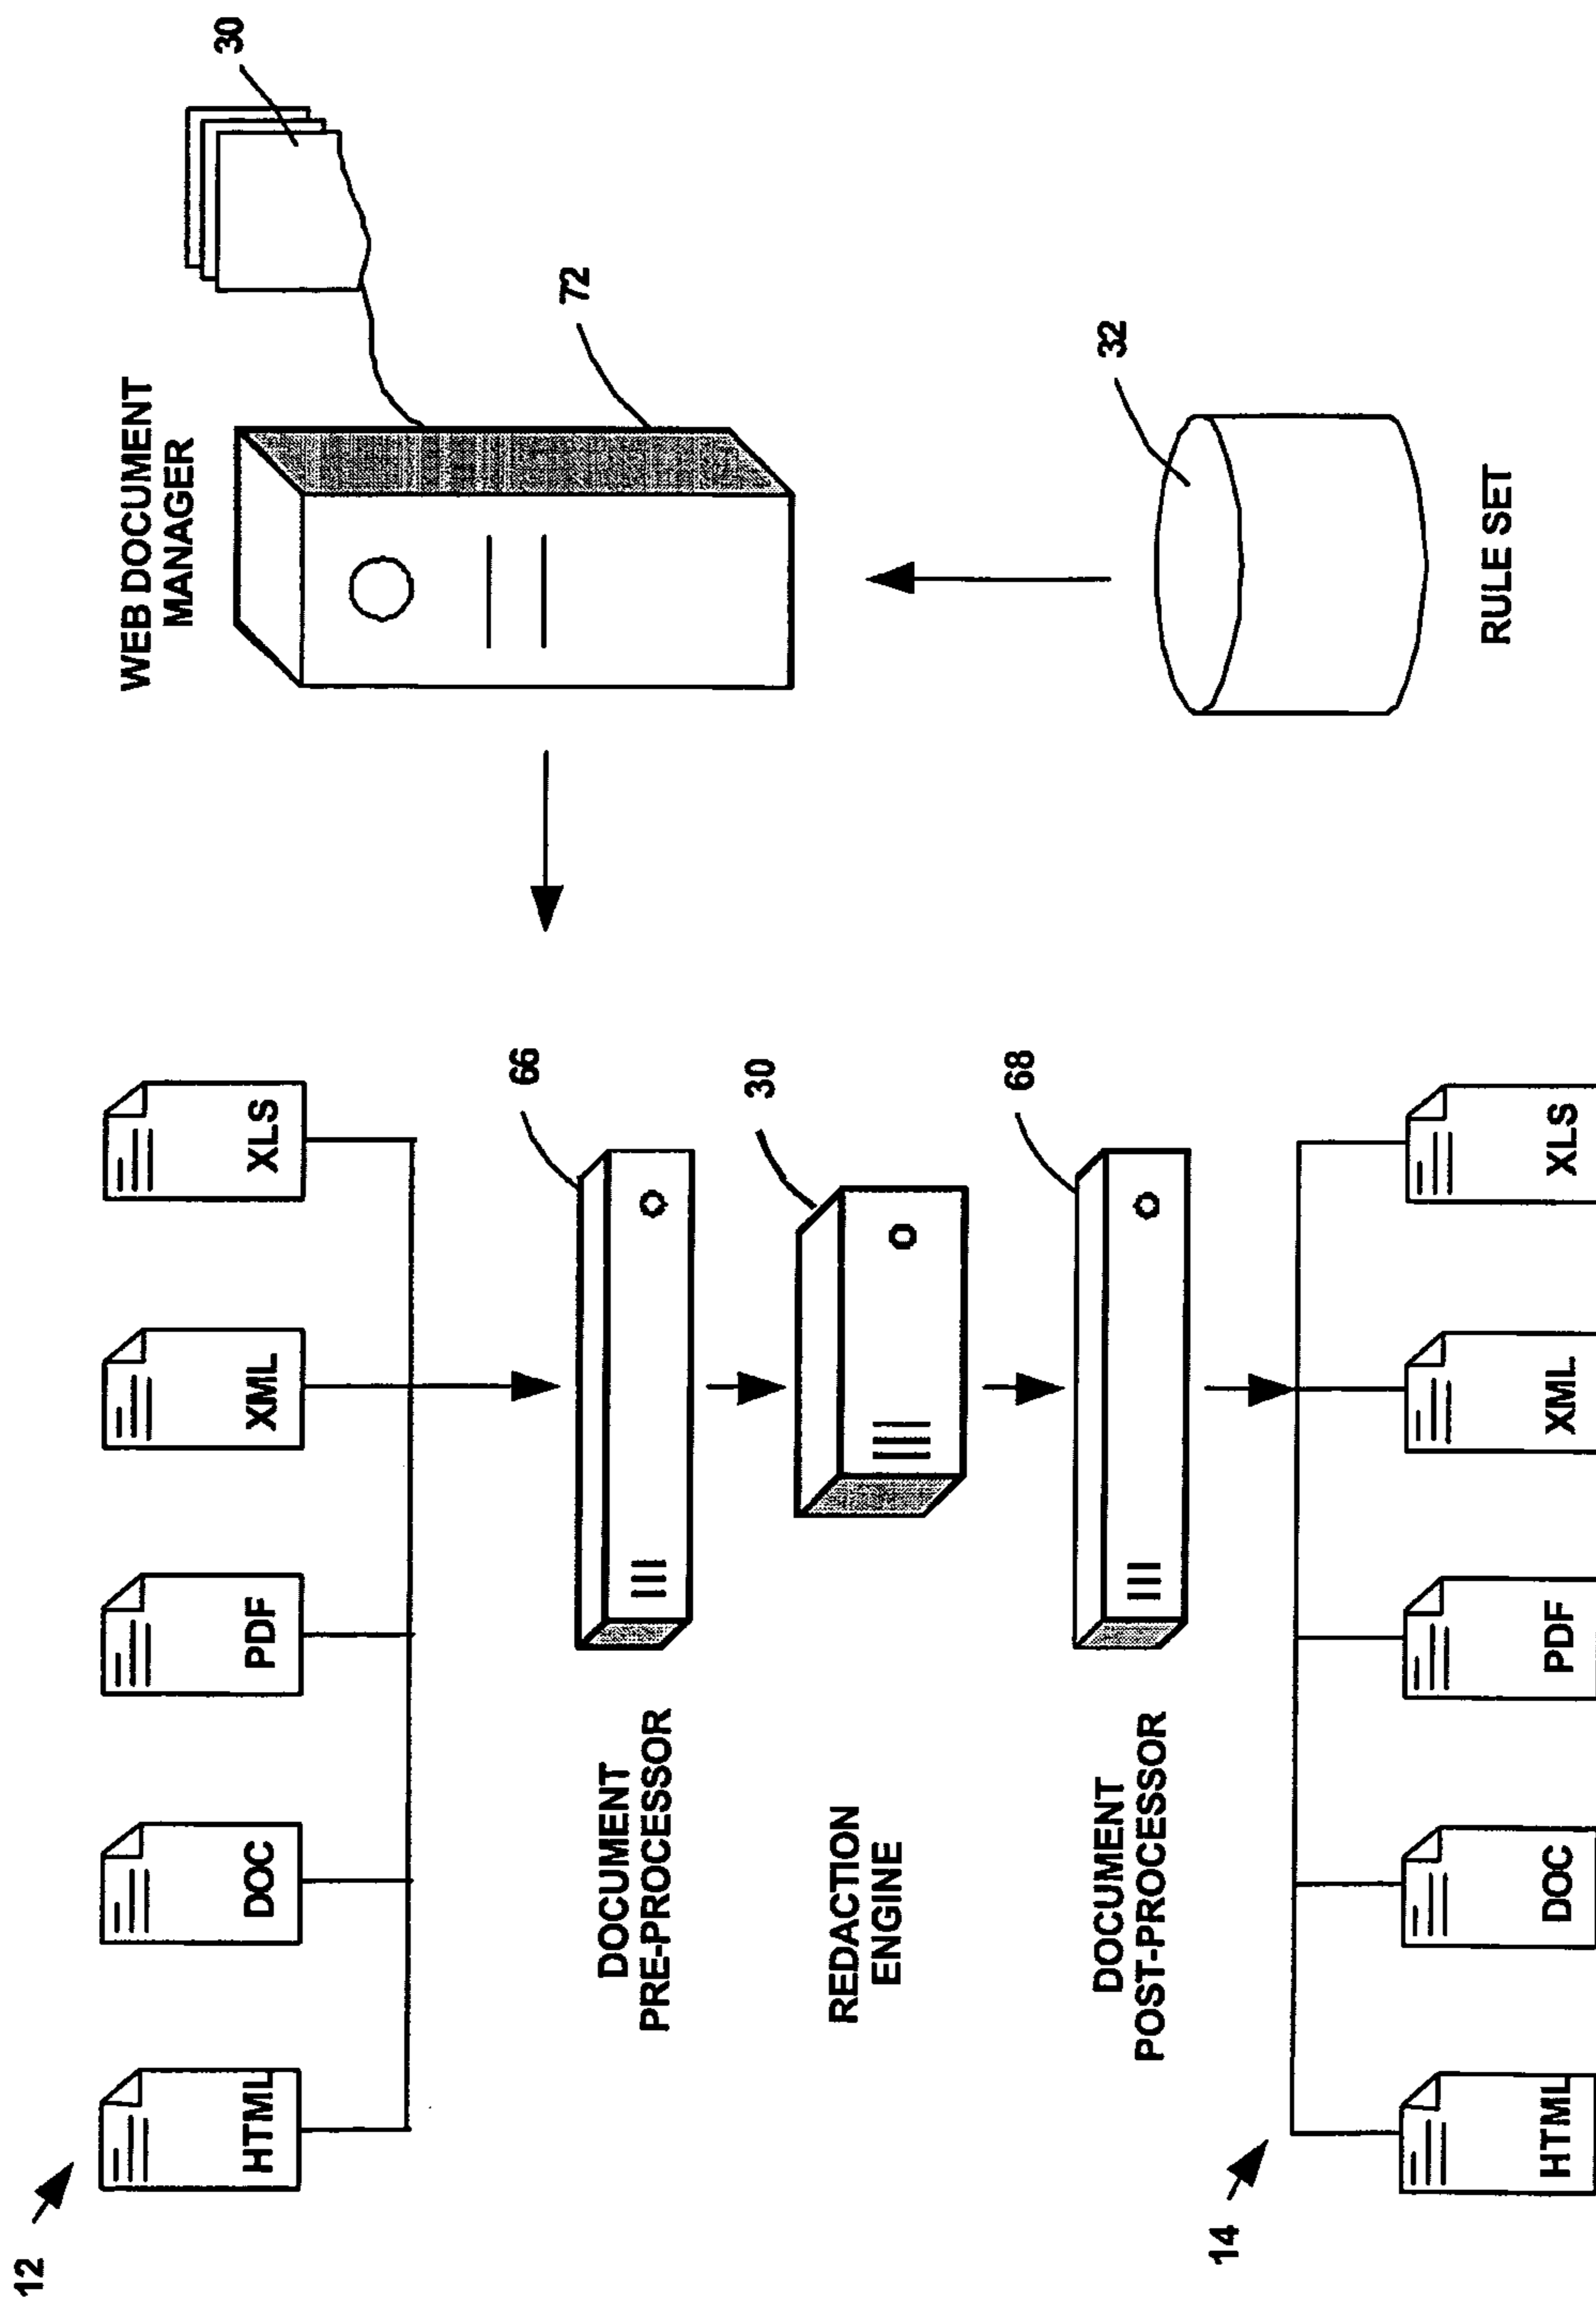 12
WEB DOCUMENT
MANAGER
30
HTML DOC PDF XML XLS
66
72
DOCUMENT
PRE-PROCESSOR
30
REDACTION
ENGINE
68
32
DOCUMENT
POST-PROCESSOR
14
RULE SET
HTML DOC PDF XML XLS